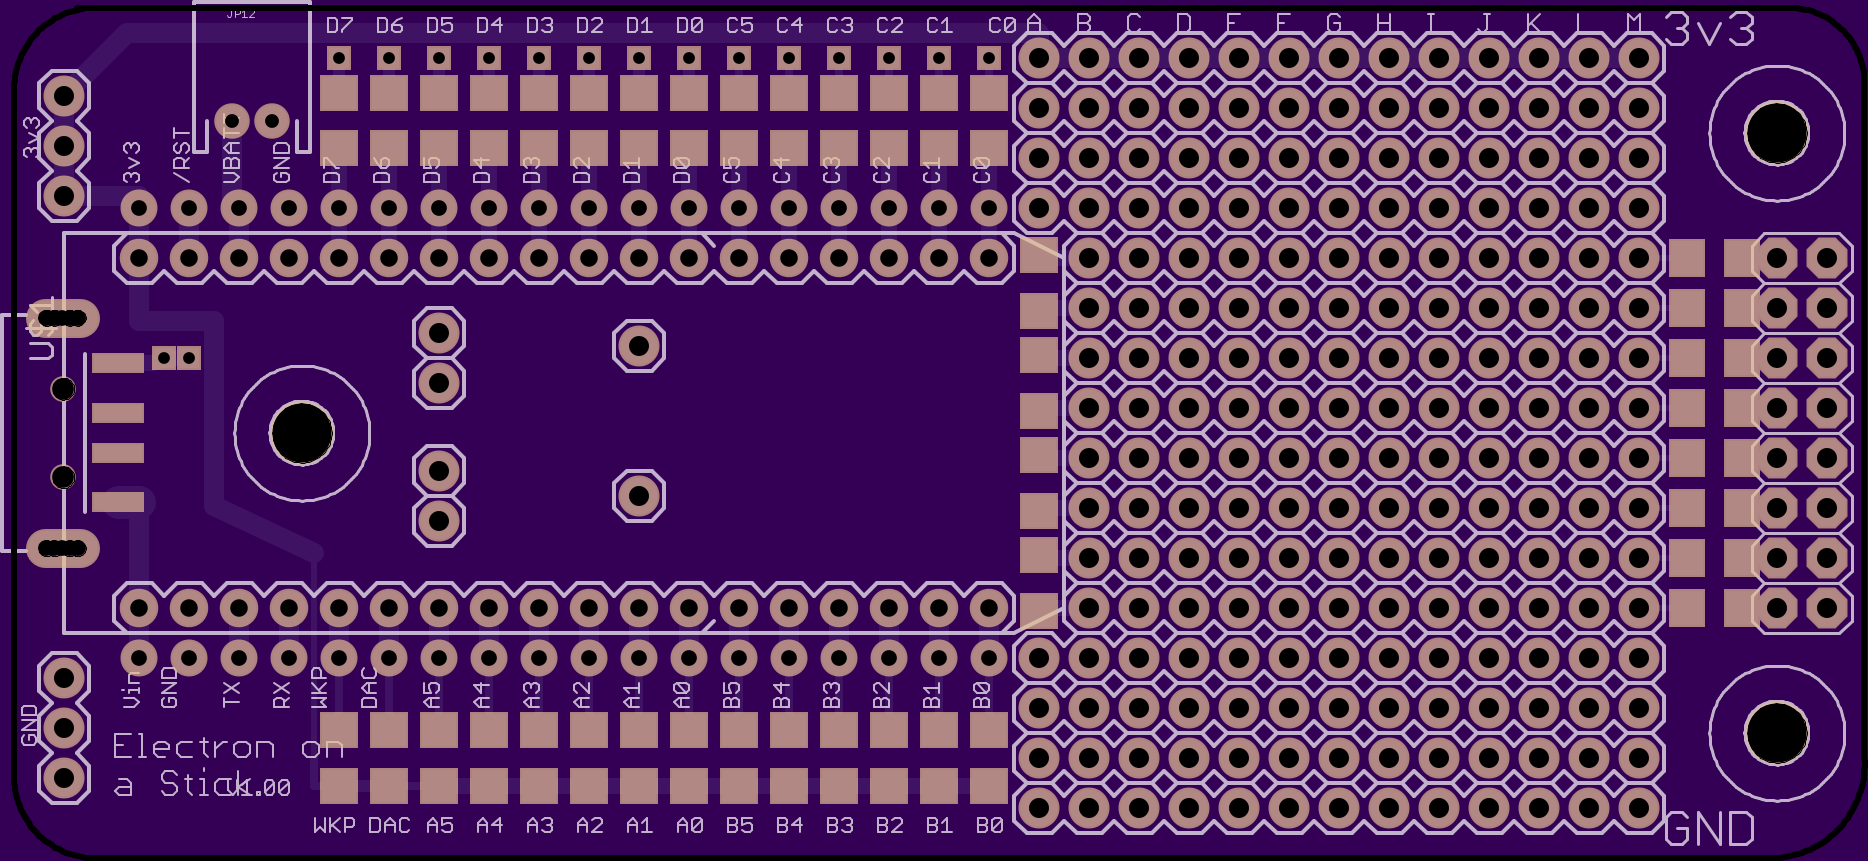 JP12
D7 D6 D5 D4 D3 D2 D1 D0 C5 C4 C3 C2 C1 C0 A B C D E F G H I J K L M 3v3
3v3
3v3 /RST VBAT GND D7 D6 D5 D4 D3 D2 D1 D0 C5 C4 C3 C2 C1 C0
U$1
Vin GND TX RX WKP DAC A5 A4 A3 A2 A1 A0 B5 B4 B3 B2 B1 B0
GND
Electron on
a Stick
V1.00
WKP DAC A5 A4 A3 A2 A1 A0 B5 B4 B3 B2 B1 B0 GND